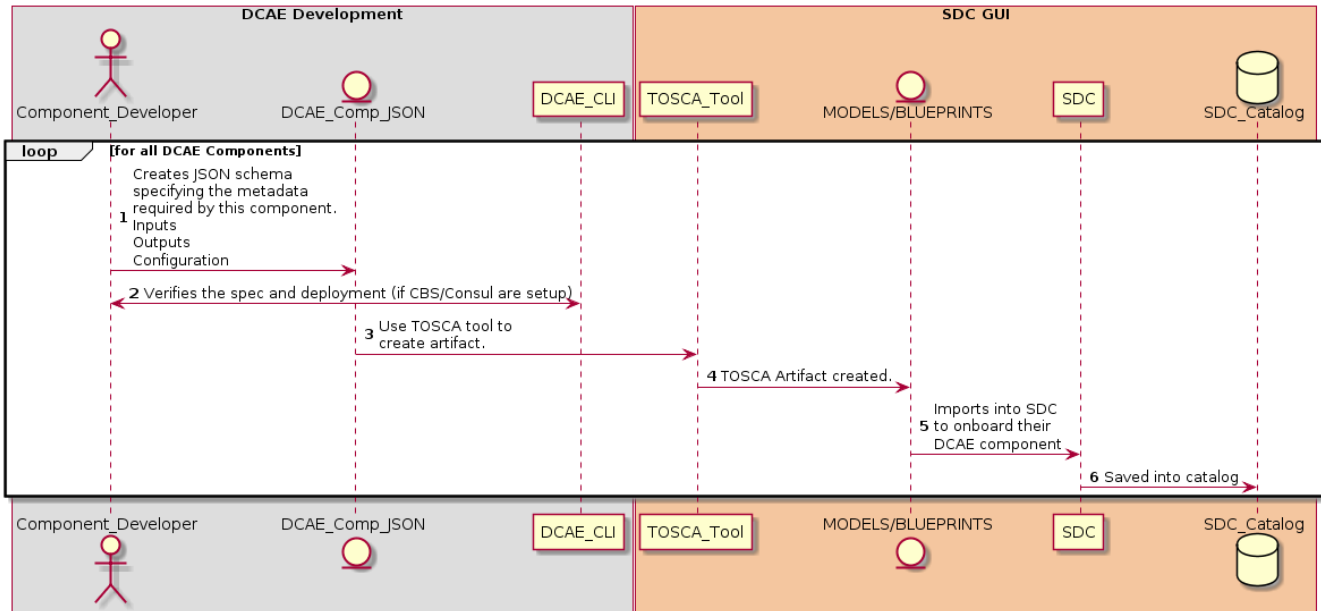 DCAE Development
SDC GUI
Component_Developer
DCAE_Comp_JSON
DCAE_CLI
TOSCA_Tool
MODELS/BLUEPRINTS
SDC
SDC_Catalog
loop
[for all DCAE Components]
Creates JSON schema
specifying the metadata
1 required by this component.
Inputs
Outputs
Configuration
2 Verifies the spec and deployment (if CBS/Consul are setup)
3 Use TOSCA tool to
create artifact.
4 TOSCA Artifact created.
Imports into SDC
5 to onboard their
DCAE component
6 Saved into catalog
Component_Developer
DCAE_Comp_JSON
DCAE_CLI
TOSCA_Tool
MODELS/BLUEPRINTS
SDC
SDC_Catalog